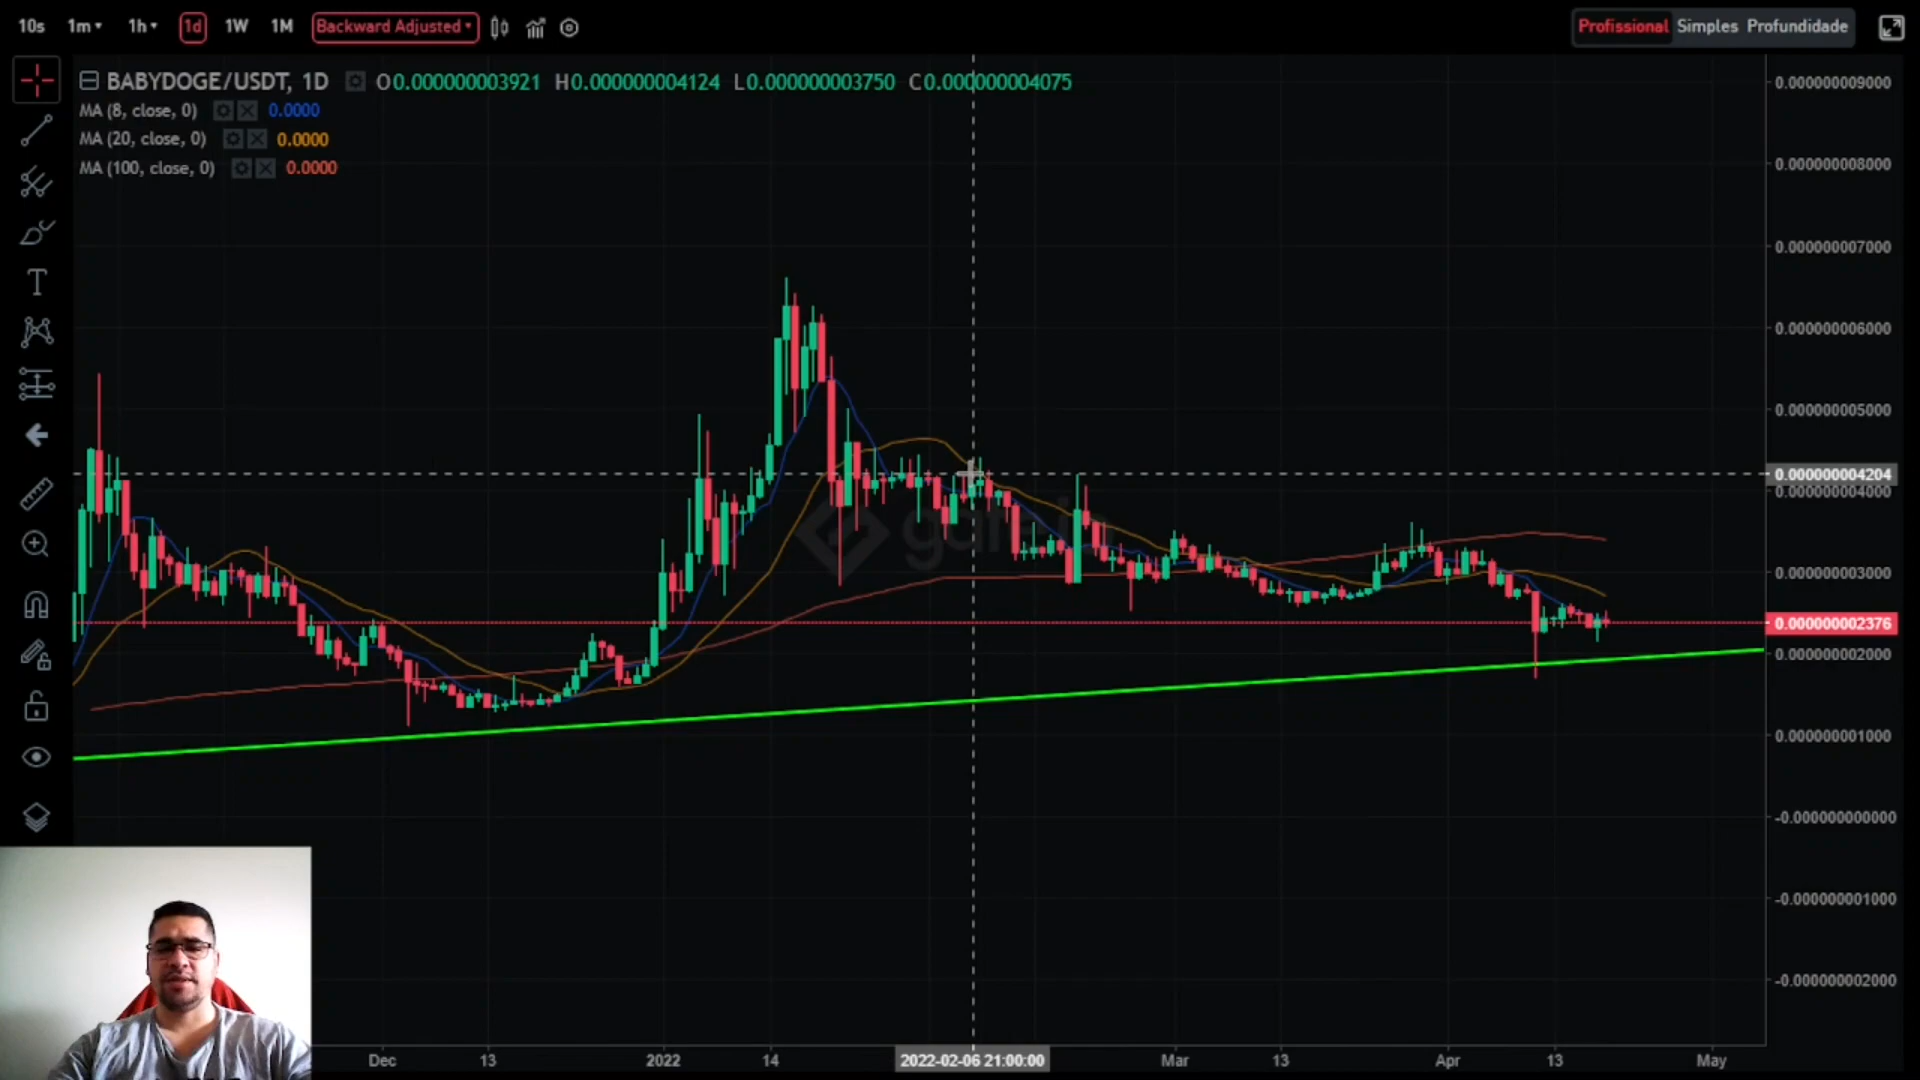 10s 1m 1h 1d 1W 1M Backward Adjusted Profissional Simples Profundidade
BABYDOGE/USDT, 1D O0.000000003921 H0.000000004124 L0.000000003750 C0.000000004075
MA (8, close, 0) 0.0000
MA (20, close, 0) 0.0000
MA (100, close, 0) 0.0000
T
0.000000009000
0.000000008000
0.000000007000
0.000000006000
0.000000005000
0.000000004204
0.000000004000
0.000000003000
0.000000002376
0.000000002000
0.000000001000
-0.000000000000
-0.000000001000
-0.000000002000
Dec 13 2022 14 2022-02-06 21:00:00 Mar 13 Apr 13 May